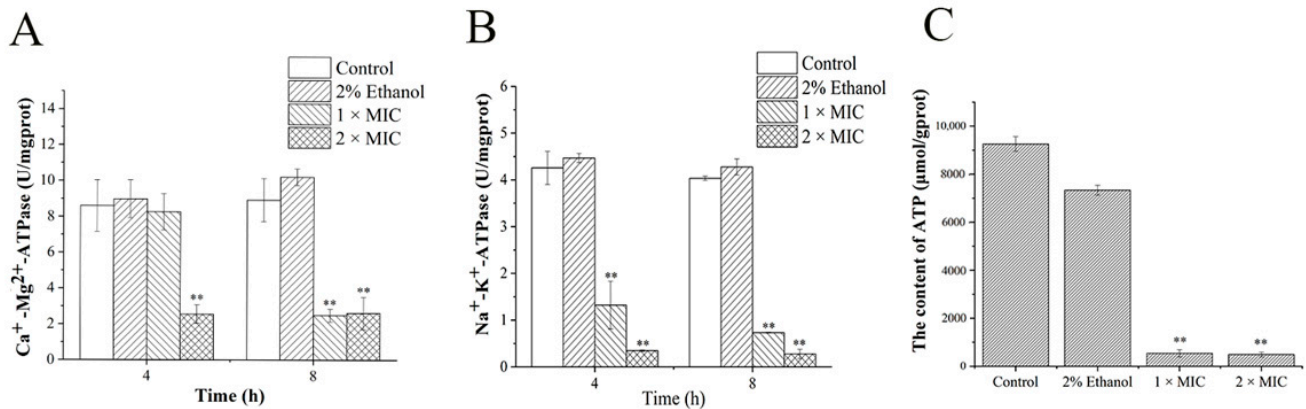 A
Control
2% Ethanol
1 × MIC
2 × MIC
Ca⁺ -Mg²⁺-ATPase (U/mgprot)
14
12
10
8
6
4
2
0
**
**
**
4
8
Time (h)
B
Control
2% Ethanol
1 × MIC
2 × MIC
Na⁺-K⁺-ATPase (U/mgprot)
6
5
4
3
2
1
0
**
**
**
**
4
8
Time (h)
C
The content of ATP (μmol/gprot)
10,000
8000
6000
4000
2000
0
**
**
Control
2% Ethanol
1 × MIC
2 × MIC